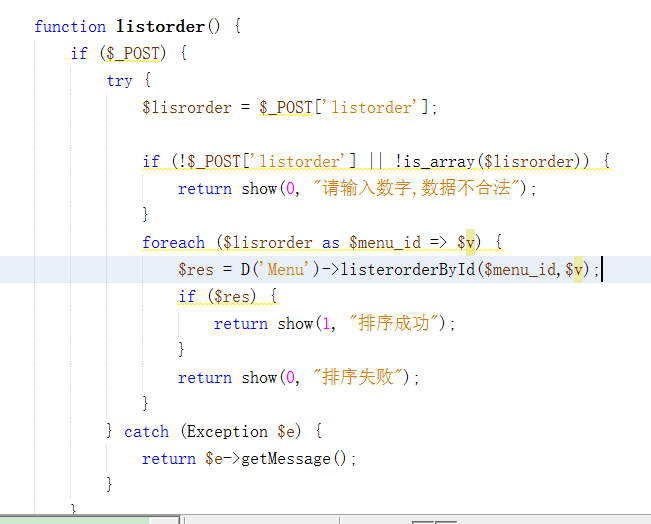 function listorder() {
if ($_POST) {
try {
$lisrorder = $_POST['listorder'];
if (!$_POST['listorder'] || !is_array($lisrorder)) {
return show(0, "请输入数字,数据不合法");
}
foreach ($lisrorder as $menu_id => $v) {
$res = D('Menu')->listerorderById($menu_id,$v);
if ($res) {
return show(1, "排序成功");
}
return show(0, "排序失败");
}
} catch (Exception $e) {
return $e->getMessage();
}
}